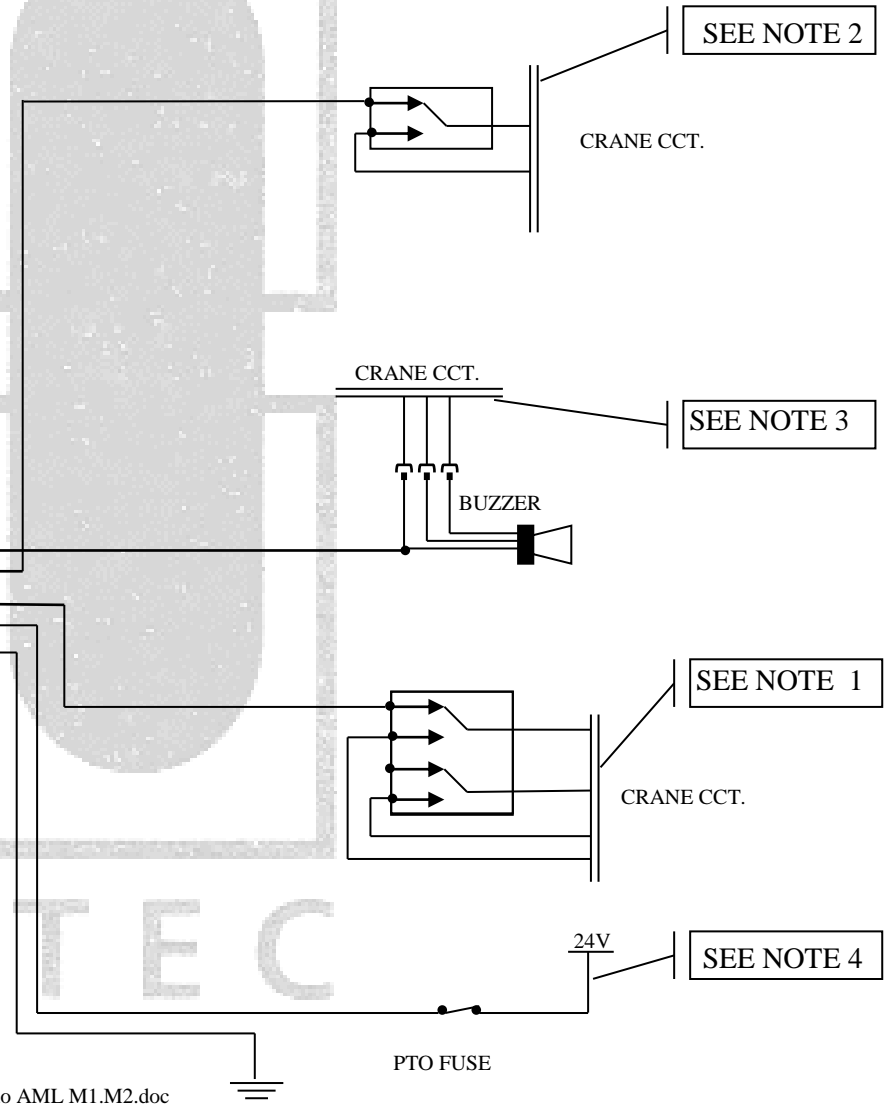 SEE NOTE 2
CRANE CCT.
CRANE CCT.
SEE NOTE 3
BUZZER
SEE NOTE 1
CRANE CCT.
T E C
24V
SEE NOTE 4
PTO FUSE
o AML M1.M2.doc